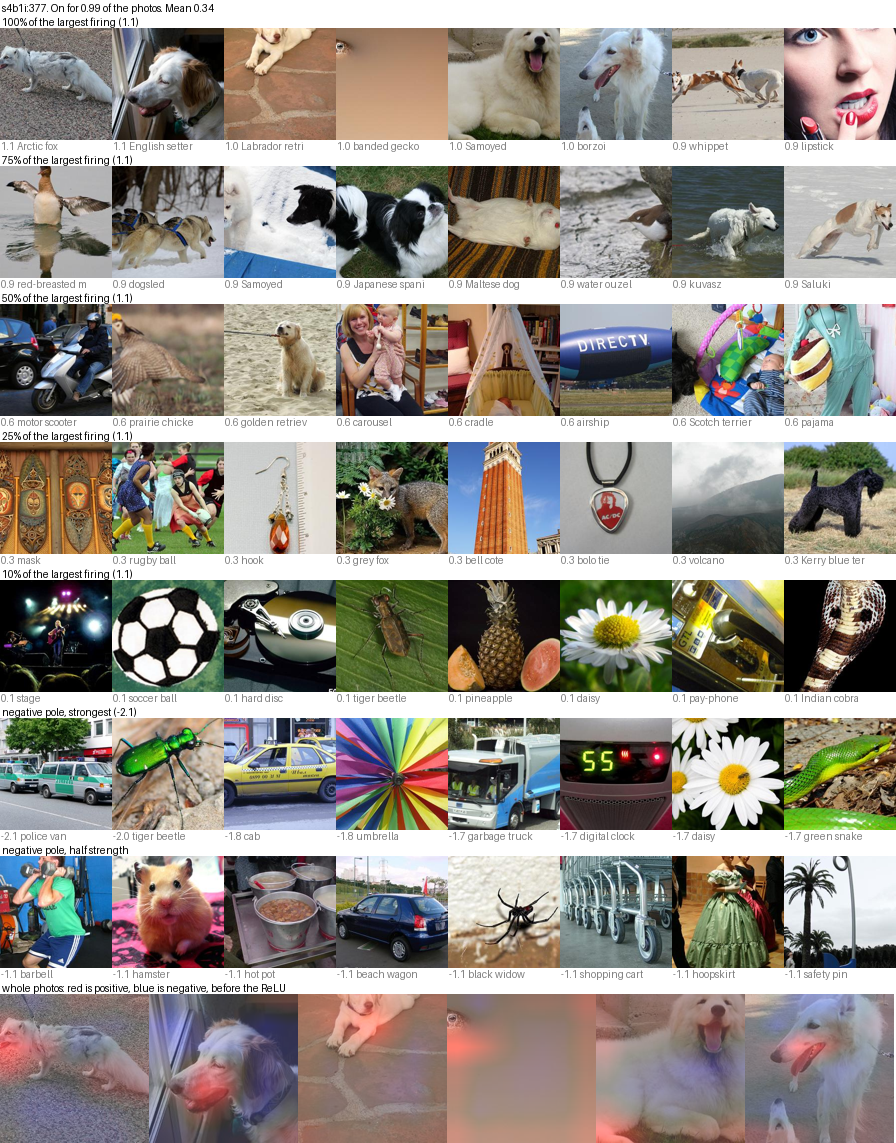 s4b1i:377. On for 0.99 of the photos. Mean 0.34
100% of the largest firing (1.1)
1.1 Arctic fox
1.1 English setter
1.0 Labrador retri
1.0 banded gecko
1.0 Samoyed
1.0 borzoi
0.9 whippet
0.9 lipstick
75% of the largest firing (1.1)
0.9 red-breasted m
0.9 dogsled
0.9 Samoyed
0.9 Japanese spani
0.9 Maltese dog
0.9 water ouzel
0.9 kuvasz
0.9 Saluki
50% of the largest firing (1.1)
DIRECTV
0.6 motor scooter
0.6 prairie chicke
0.6 golden retriev
0.6 carousel
0.6 cradle
0.6 airship
0.6 Scotch terrier
0.6 pajama
25% of the largest firing (1.1)
AC/DC
0.3 mask
0.3 rugby ball
0.3 hook
0.3 grey fox
0.3 bell cote
0.3 bolo tie
0.3 volcano
0.3 Kerry blue ter
10% of the largest firing (1.1)
0.1 stage
0.1 soccer ball
0.1 hard disc
0.1 tiger beetle
0.1 pineapple
0.1 daisy
0.1 pay-phone
0.1 Indian cobra
negative pole, strongest (-2.1)
55
-2.1 police van
-2.0 tiger beetle
-1.8 cab
-1.8 umbrella
-1.7 garbage truck
-1.7 digital clock
-1.7 daisy
-1.7 green snake
negative pole, half strength
-1.1 barbell
-1.1 hamster
-1.1 hot pot
-1.1 beach wagon
-1.1 black widow
-1.1 shopping cart
-1.1 hoopskirt
-1.1 safety pin
whole photos: red is positive, blue is negative, before the ReLU